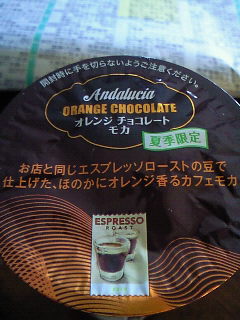 開封時に手を切らないようご注意ください。
Andalucia
ORANGE CHOCOLATE
オレンジ チョコレート
モカ
夏季限定
お店と同じエスプレッソローストの豆で
仕上げた、ほのかにオレンジ香るカフェモカ
ESPRESSO
ROAST